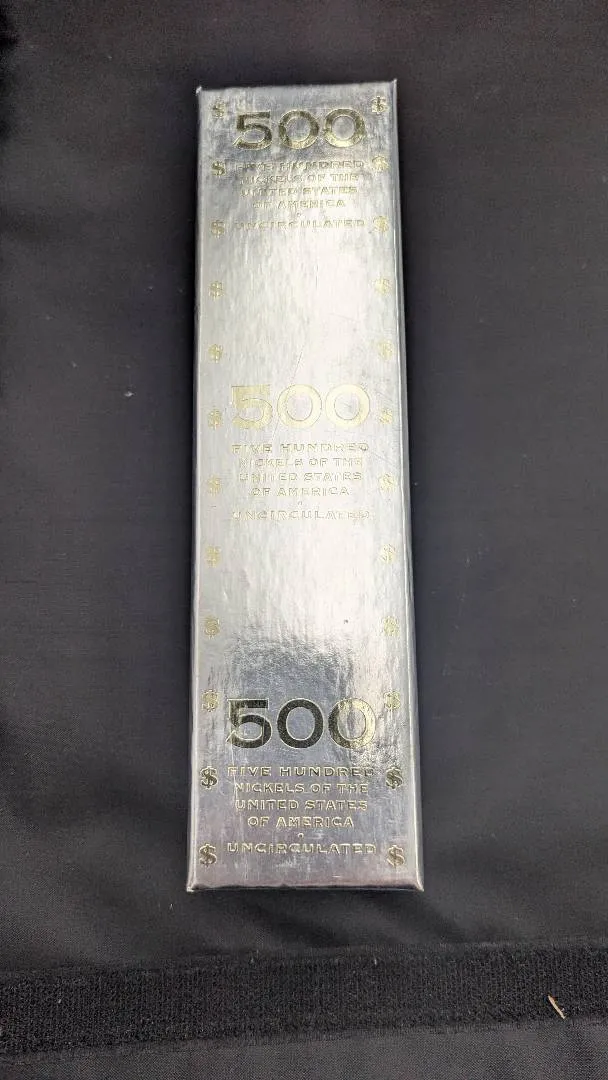 500
FIVE HUNDRED
NICKELS OF THE
UNITED STATES
OF AMERICA
•
UNCIRCULATED
500
FIVE HUNDRED
NICKELS OF THE
UNITED STATES
OF AMERICA
•
UNCIRCULATED
500
FIVE HUNDRED
NICKELS OF THE
UNITED STATES
OF AMERICA
•
UNCIRCULATED